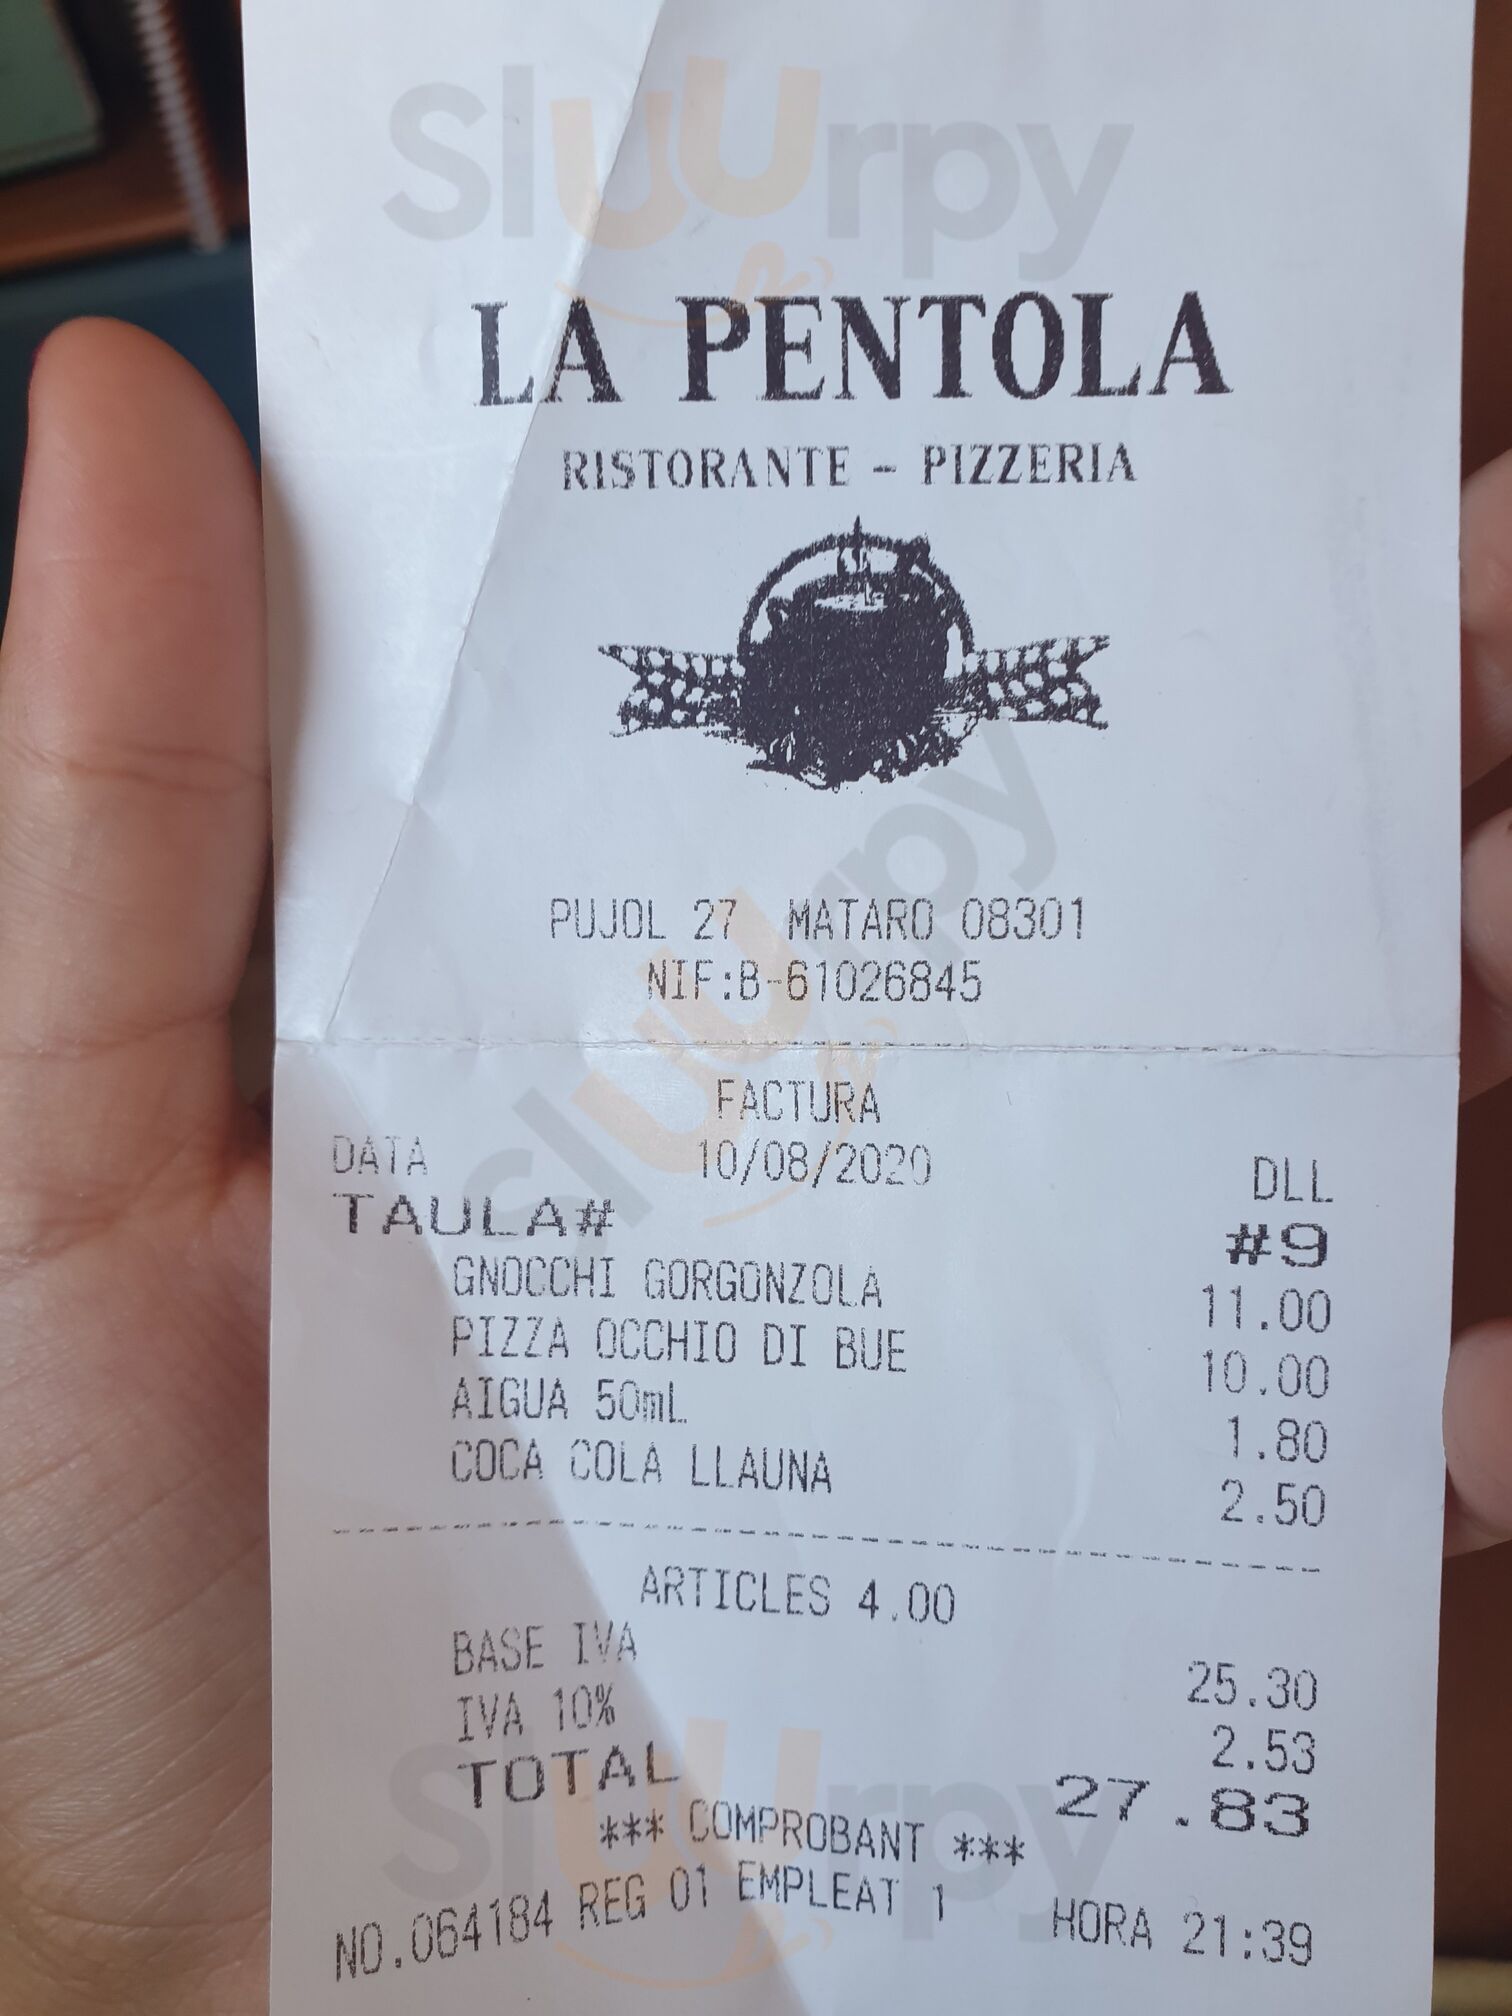 Sluurpy
LA PENTOLA
RISTORANTE - PIZZERIA
PUJOL 27 MATARO 08301
NIF:B-61026845
Sluurpy
FACTURA
DATA 10/08/2020 DLL
TAULA# #9
GNOCCHI GORGONZOLA 11.00
PIZZA OCCHIO DI BUE 10.00
AIGUA 50mL 1.80
COCA COLA LLAUNA 2.50
ARTICLES 4.00
BASE IVA 25.30
IVA 10% 2.53
TOTAL 27.83
*** COMPROBANT ***
NO.064184 REG 01 EMPLEAT 1 HORA 21:39
Sluurpy